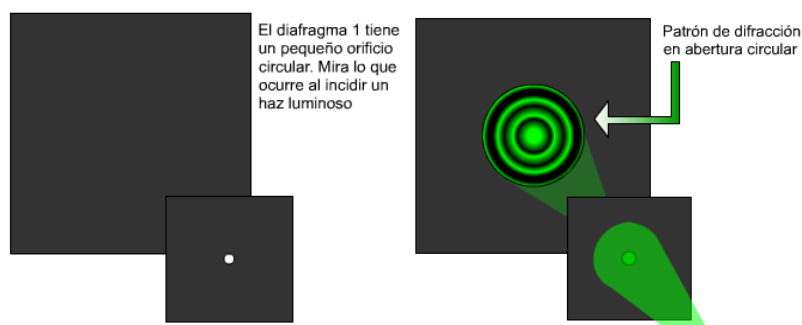 El diafragma 1 tiene
un pequeño orificio
circular. Mira lo que
ocurre al incidir un
haz luminoso
Patrón de difracción
en abertura circular